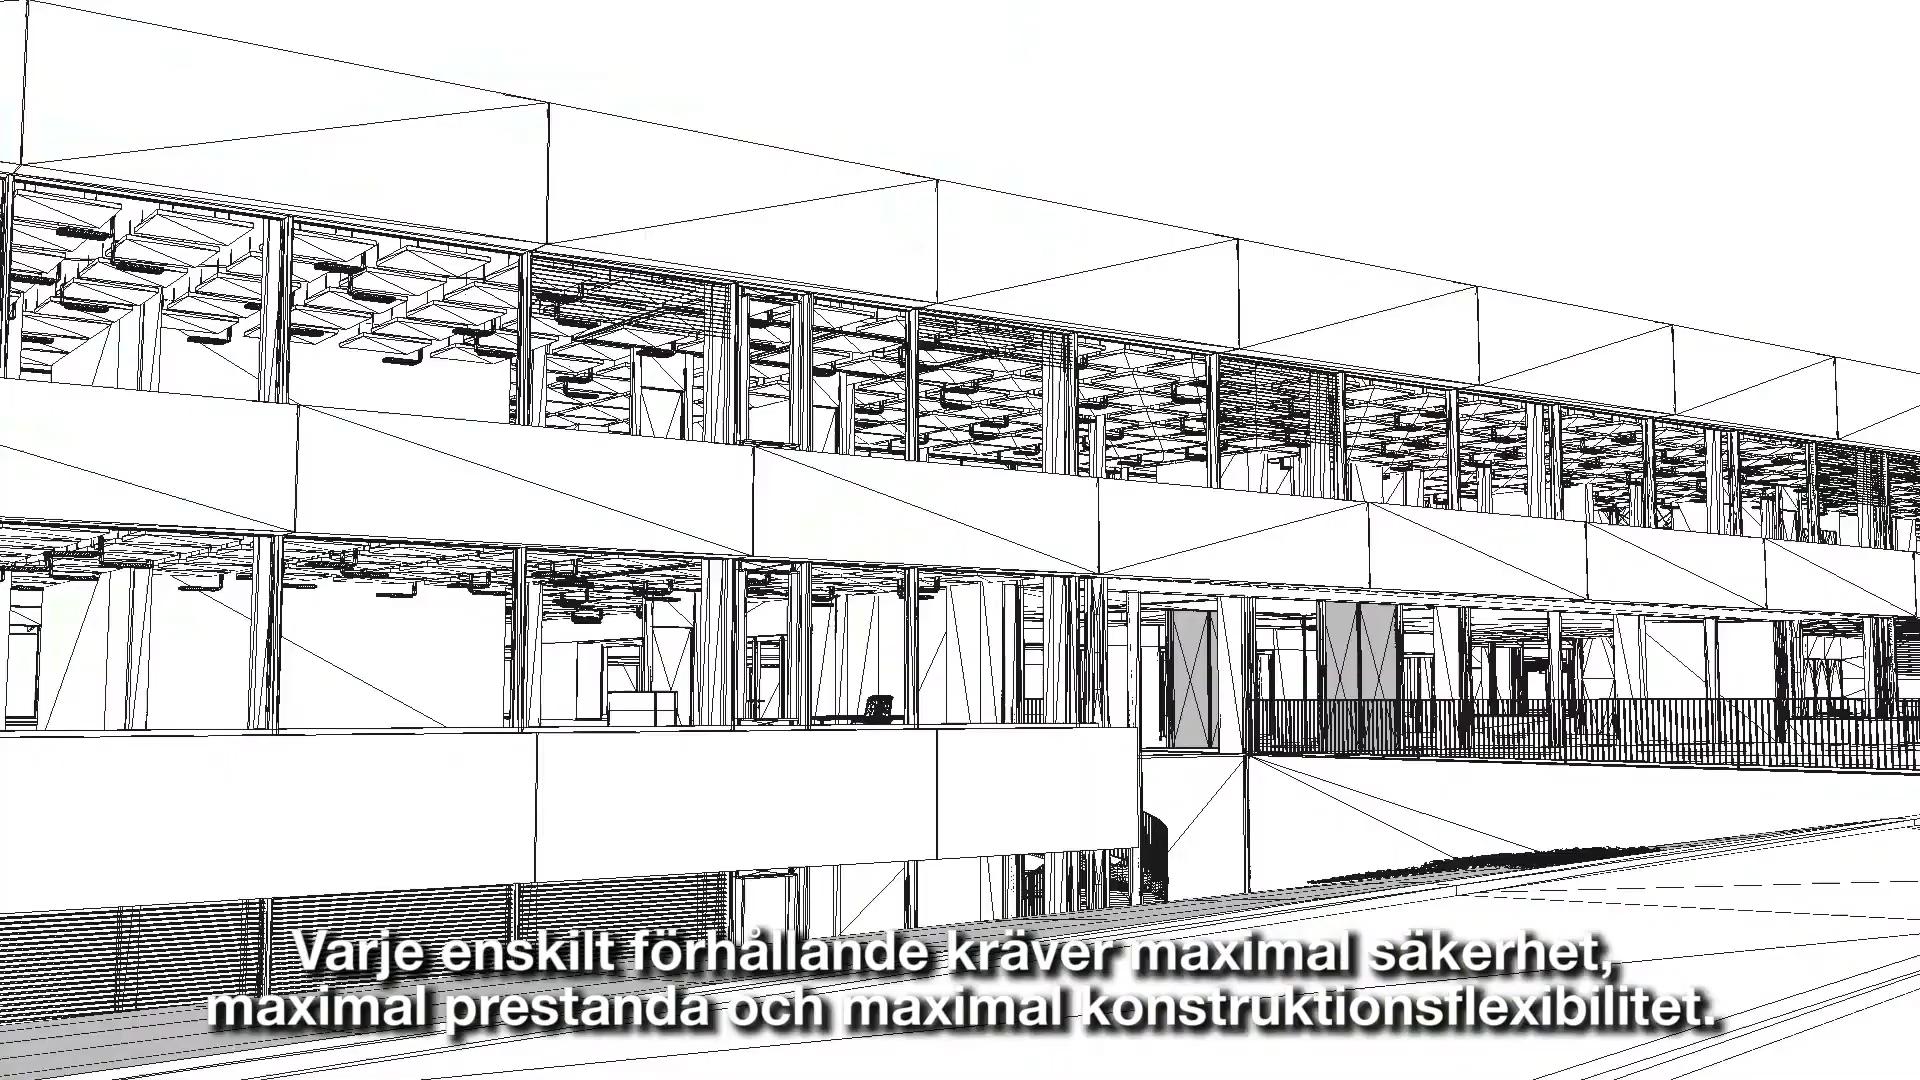 Varje enskilt förhållande kräver maximal säkerhet,
maximal prestanda och maximal konstruktionsflexibilitet.